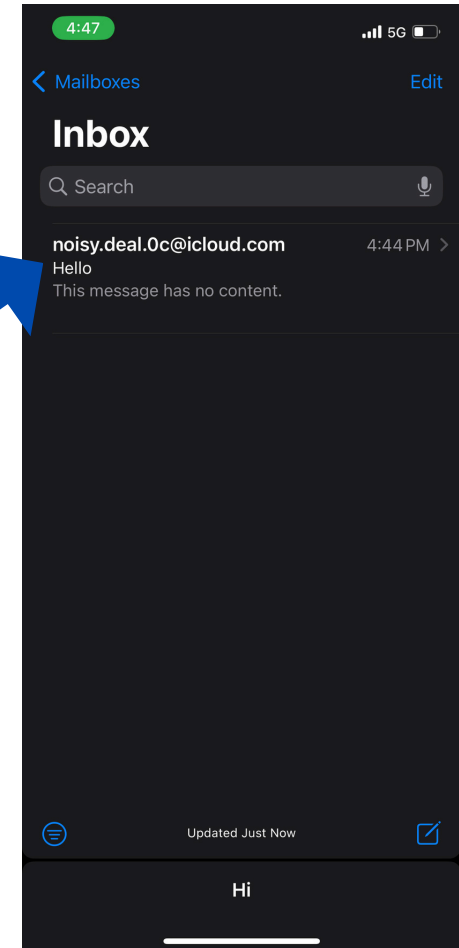 4:47 5G
Mailboxes Edit
Inbox
Search
noisy.deal.0c@icloud.com 4:44 PM
Hello
This message has no content.
Updated Just Now
Hi